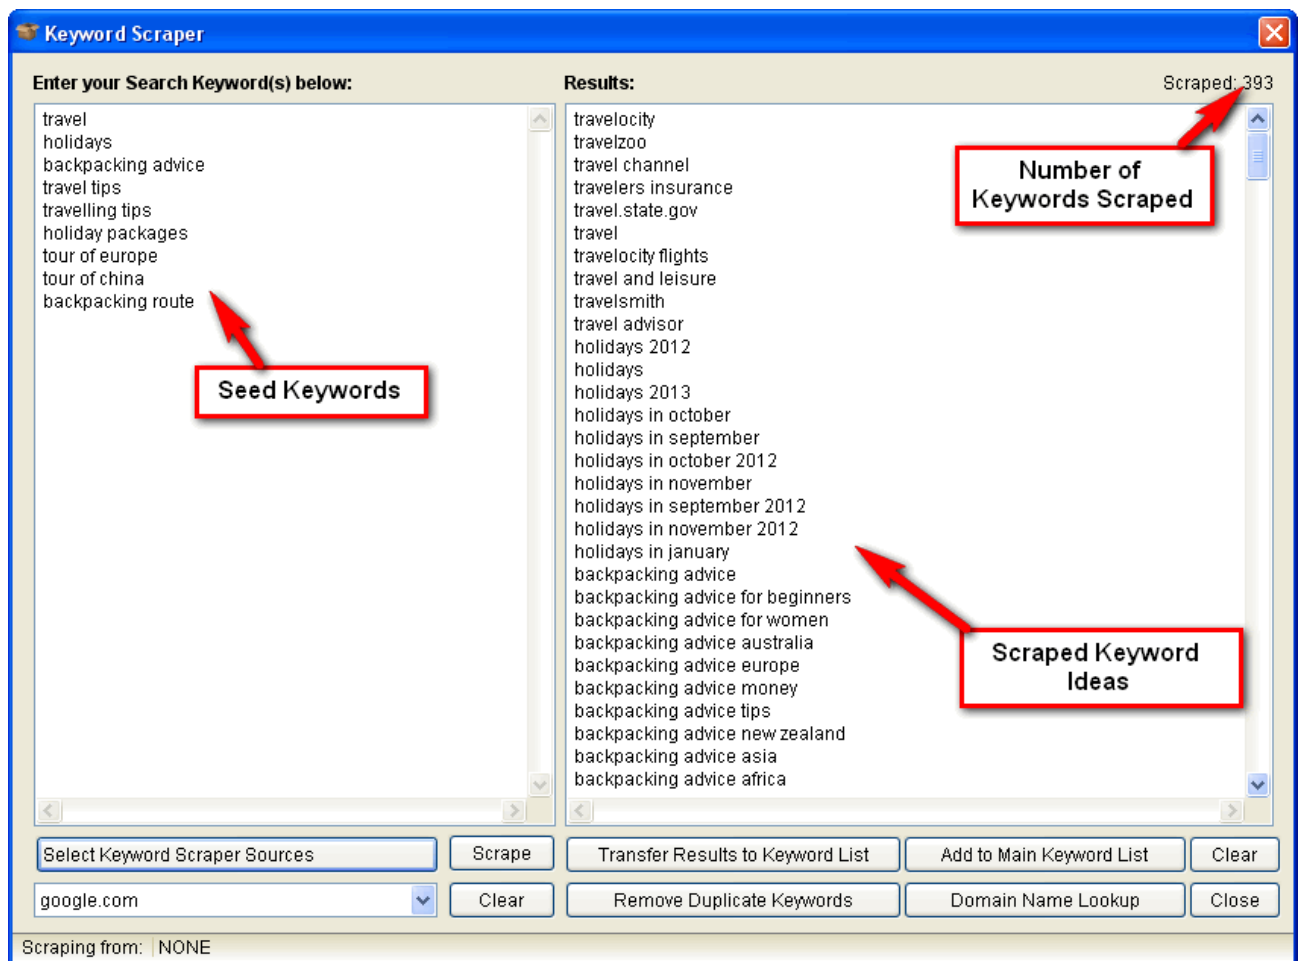 Keyword Scraper
Enter your Search Keyword(s) below:
Results:
Scraped: 393
travel
holidays
backpacking advice
travel tips
travelling tips
holiday packages
tour of europe
tour of china
backpacking route
Seed Keywords
travelocity
travelzoo
travel channel
travelers insurance
travel.state.gov
travel
travelocity flights
travel and leisure
travelsmith
travel advisor
holidays 2012
holidays
holidays 2013
holidays in october
holidays in september
holidays in october 2012
holidays in november
holidays in september 2012
holidays in november 2012
holidays in january
backpacking advice
backpacking advice for beginners
backpacking advice for women
backpacking advice australia
backpacking advice europe
backpacking advice money
backpacking advice tips
backpacking advice new zealand
backpacking advice asia
backpacking advice africa
Number of
Keywords Scraped
Scraped Keyword
Ideas
Select Keyword Scraper Sources
Scrape
Transfer Results to Keyword List
Add to Main Keyword List
Clear
google.com
Clear
Remove Duplicate Keywords
Domain Name Lookup
Close
Scraping from: NONE